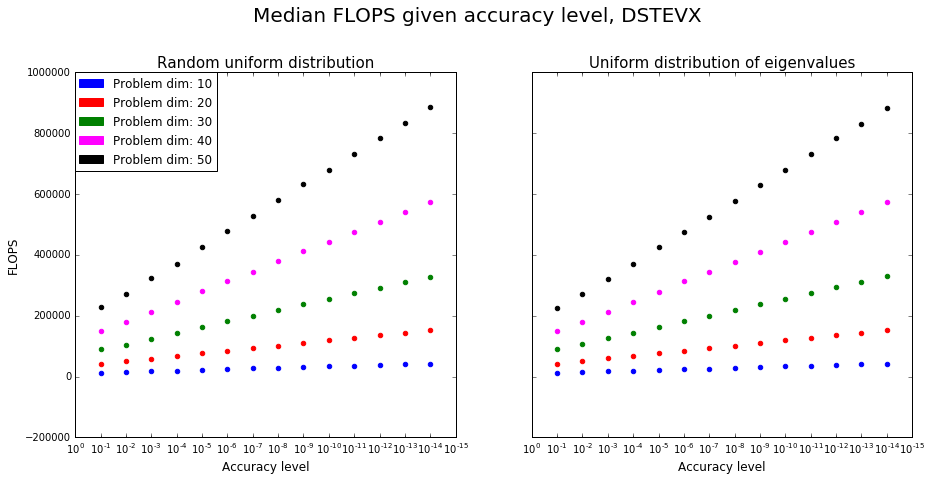 Median FLOPS given accuracy level, DSTEVX
Random uniform distribution
Uniform distribution of eigenvalues
Problem dim: 10
Problem dim: 20
Problem dim: 30
Problem dim: 40
Problem dim: 50
1000000
800000
600000
400000
200000
0
−200000
FLOPS
10⁰ 10⁻¹ 10⁻² 10⁻³ 10⁻⁴ 10⁻⁵ 10⁻⁶ 10⁻⁷ 10⁻⁸ 10⁻⁹ 10⁻¹⁰ 10⁻¹¹ 10⁻¹² 10⁻¹³ 10⁻¹⁴ 10⁻¹⁵
Accuracy level
10⁰ 10⁻¹ 10⁻² 10⁻³ 10⁻⁴ 10⁻⁵ 10⁻⁶ 10⁻⁷ 10⁻⁸ 10⁻⁹ 10⁻¹⁰ 10⁻¹¹ 10⁻¹² 10⁻¹³ 10⁻¹⁴ 10⁻¹⁵
Accuracy level